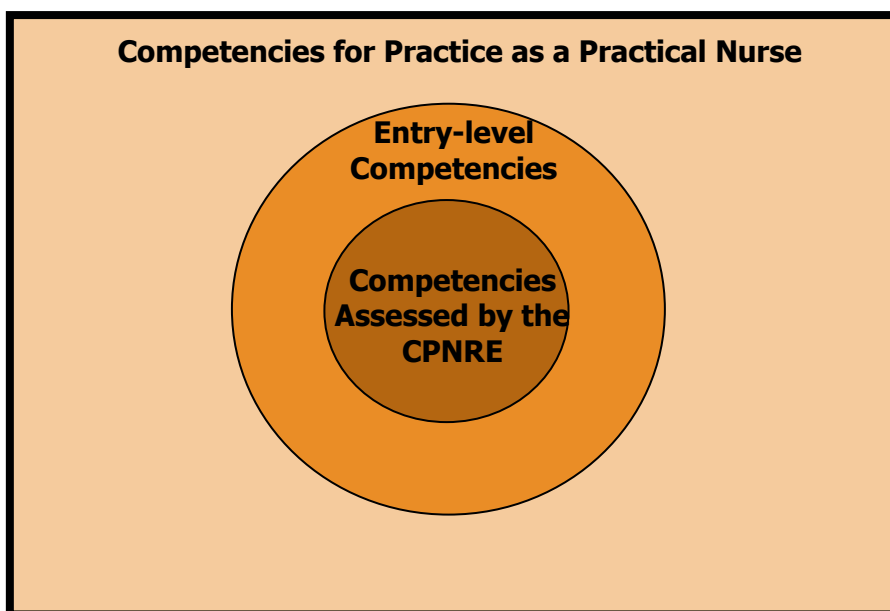 Competencies for Practice as a Practical Nurse
Entry-level
Competencies
Competencies
Assessed by the
CPNRE